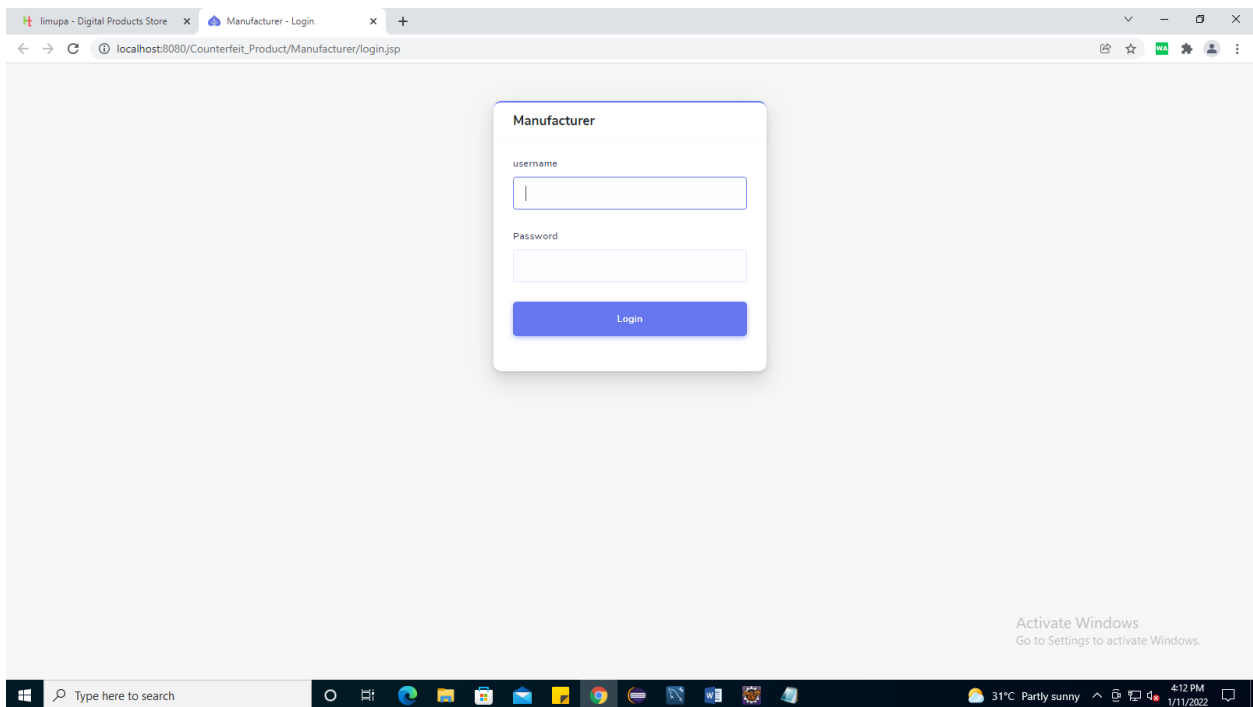 limupa - Digital Products Store
Manufacturer - Login
localhost:8080/Counterfeit_Product/Manufacturer/login.jsp
WA
Manufacturer
username
Password
Login
Activate Windows
Go to Settings to activate Windows.
Type here to search
31°C Partly sunny
4:12 PM
1/11/2022